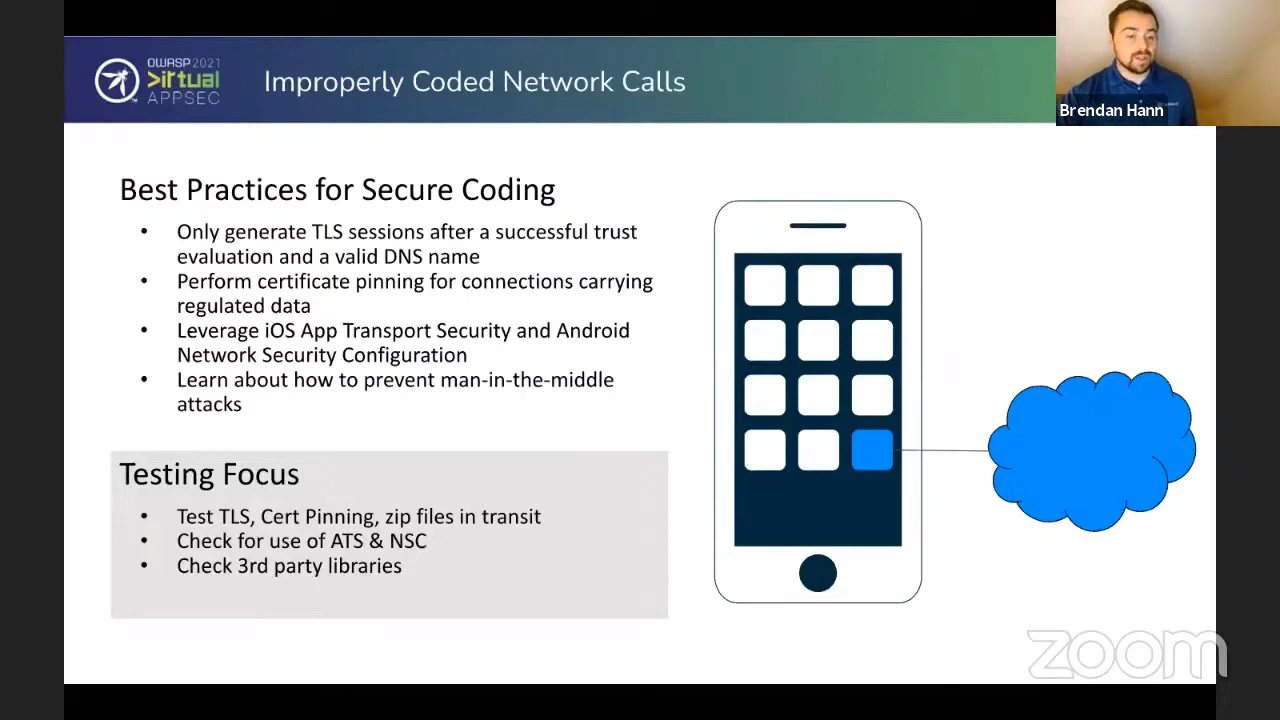 OWASP 2021
Virtual
APPSEC
Improperly Coded Network Calls
Brendan Hann
Best Practices for Secure Coding
• Only generate TLS sessions after a successful trust
evaluation and a valid DNS name
• Perform certificate pinning for connections carrying
regulated data
• Leverage iOS App Transport Security and Android
Network Security Configuration
• Learn about how to prevent man-in-the-middle
attacks
Testing Focus
• Test TLS, Cert Pinning, zip files in transit
• Check for use of ATS & NSC
• Check 3rd party libraries
zoom